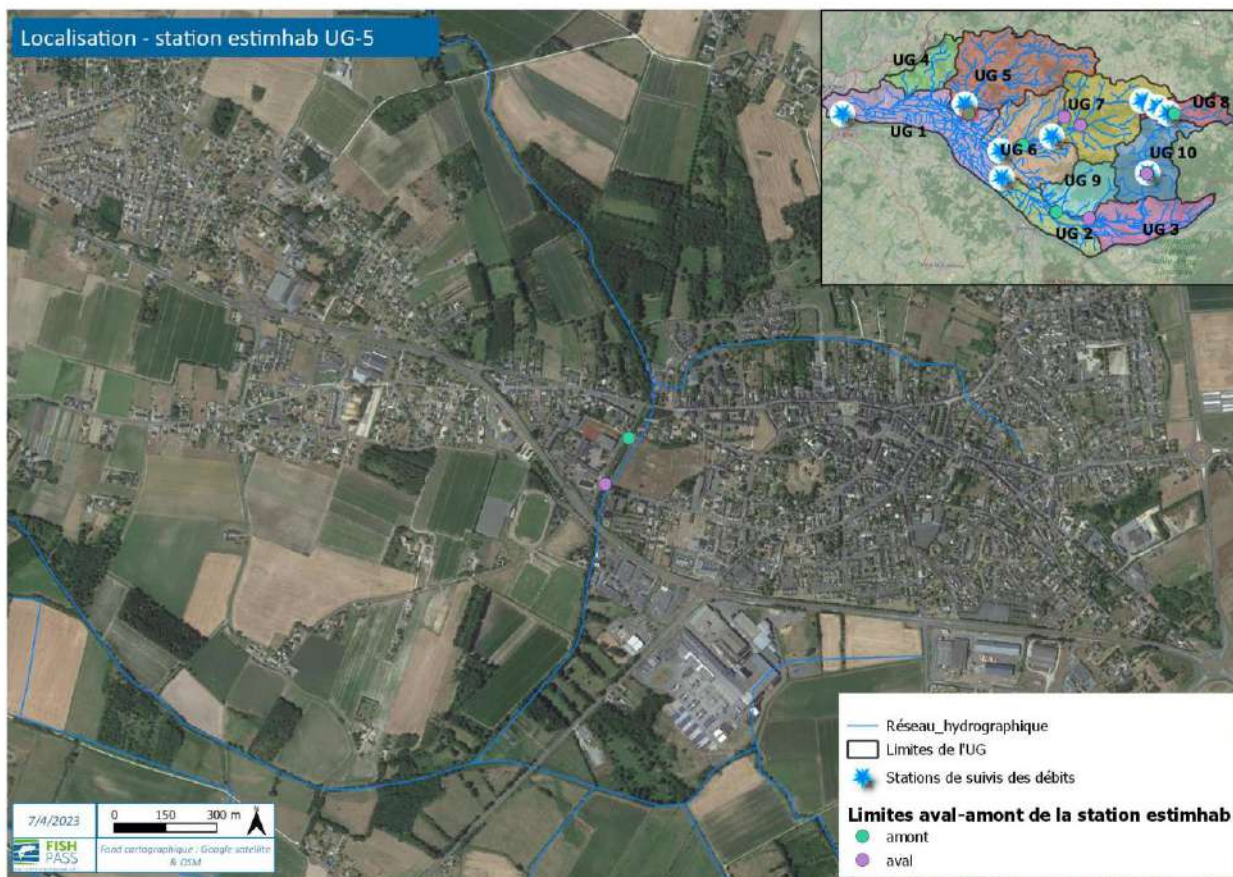 Localisation - station estimhab UG-5
UG 4
UG 5
UG 7
UG 8
UG 1
UG 6
UG 10
UG 9
UG 2
UG 3
Réseau_hydrographique
Limites de l'UG
Stations de suivis des débits
Limites aval-amont de la station estimhab
amont
aval
7/4/2023
0 150 300 m
N
FISH
PASS
Fond cartographique : Google satellite
& OSM